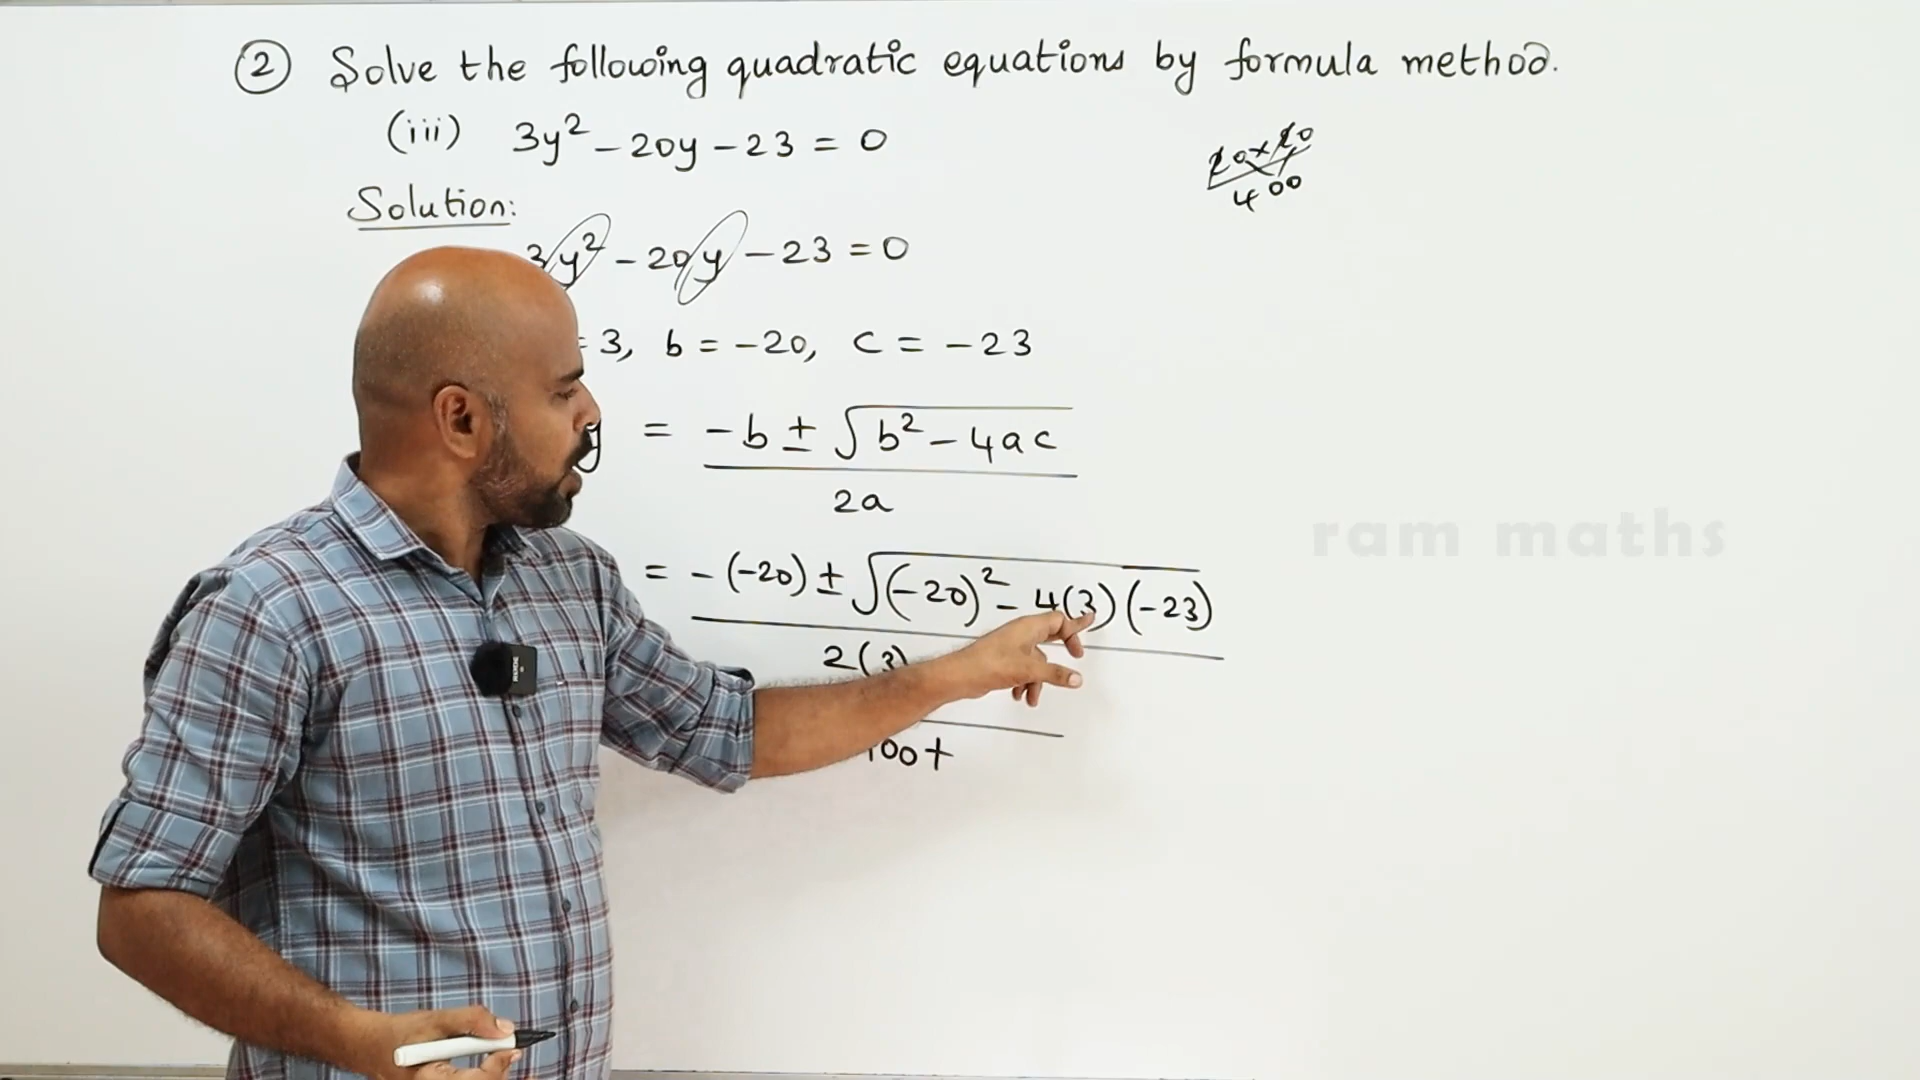 ② Solve the following quadratic equations by formula method.
(iii) 3y² - 20y - 23 = 0
20 × 20
400
Solution:
3y² - 20y - 23 = 0
= 3, b = -20, c = -23
y = -b ± √b² - 4ac
2a
= -(-20) ± √(-20)² - 4(3)(-23)
2(3)
00+
ram maths